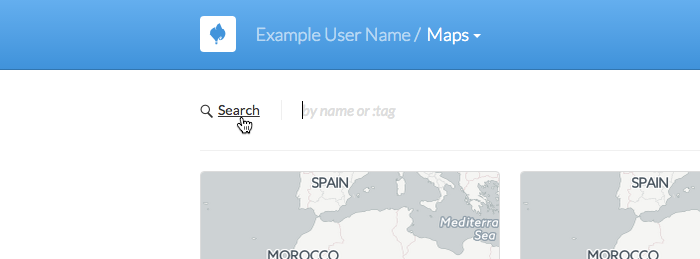 Example User Name / Maps
Search
by name or :tag
SPAIN
Mediterra
Sea
MOROCCO
SPAIN
MOROCCO